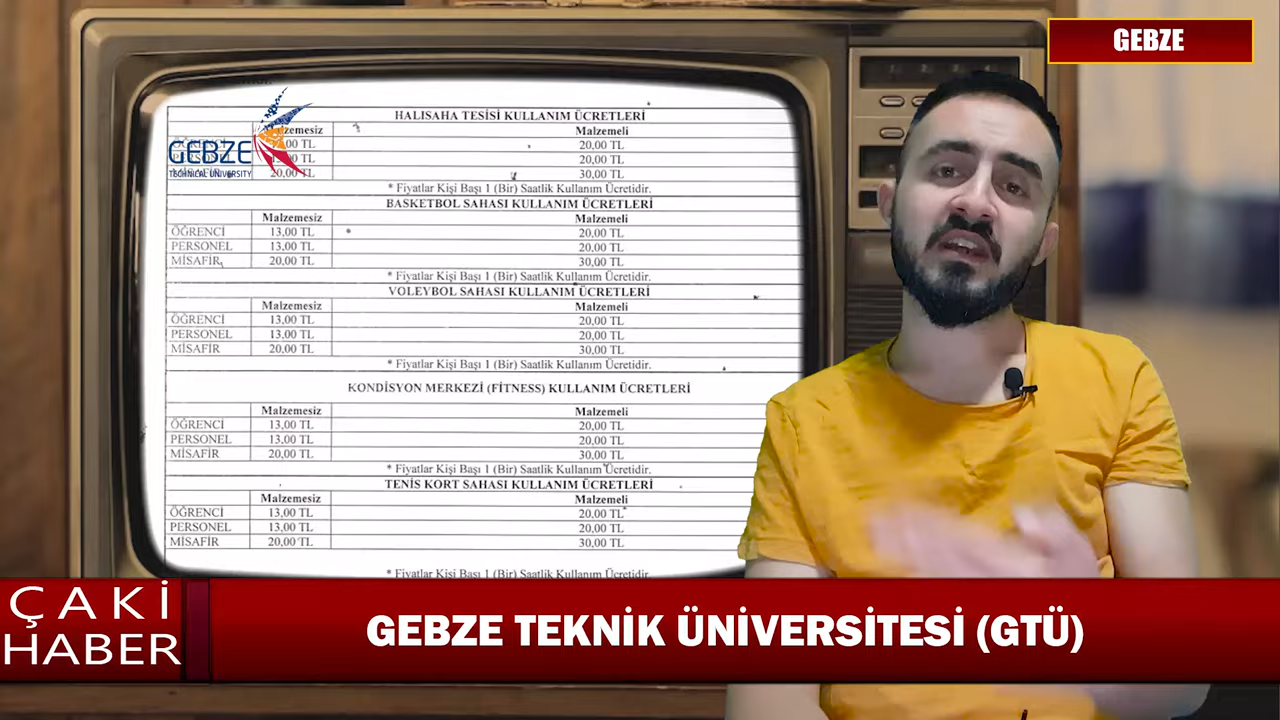 GEBZE
HALISAHA TESİSİ KULLANIM ÜCRETLERİ
Malzemeli
20,00 TL
20,00 TL
20,00 TL 30,00 TL
GEBZE
TECHNICAL UNIVERSITY
* Fiyatlar Kişi Başı 1 (Bir) Saatlik Kullanım Ücretidir.
BASKETBOL SAHASI KULLANIM ÜCRETLERİ
Malzemesiz Malzemeli
ÖĞRENCİ 13,00 TL 20,00 TL
PERSONEL 13,00 TL 20,00 TL
MİSAFİR 20,00 TL 30,00 TL
* Fiyatlar Kişi Başı 1 (Bir) Saatlik Kullanım Ücretidir.
VOLEYBOL SAHASI KULLANIM ÜCRETLERİ
Malzemesiz Malzemeli
ÖĞRENCİ 13,00 TL 20,00 TL
PERSONEL 13,00 TL 20,00 TL
MİSAFİR 20,00 TL 30,00 TL
* Fiyatlar Kişi Başı 1 (Bir) Saatlik Kullanım Ücretidir.
KONDİSYON MERKEZİ (FİTNESS) KULLANIM ÜCRETLERİ
Malzemesiz Malzemeli
ÖĞRENCİ 13,00 TL 20,00 TL
PERSONEL 13,00 TL 20,00 TL
MİSAFİR 20,00 TL 30,00 TL
* Fiyatlar Kişi Başı 1 (Bir) Saatlik Kullanım Ücretidir.
TENİS KORT SAHASI KULLANIM ÜCRETLERİ
Malzemesiz Malzemeli
ÖĞRENCİ 13,00 TL 20,00 TL
PERSONEL 13,00 TL 20,00 TL
MİSAFİR 20,00 TL 30,00 TL
* Fiyatlar Kişi Başı 1 (Bir) Saatlik Kullanım Ücretidir.
ÇAKİ
HABER
GEBZE TEKNİK ÜNİVERSİTESİ (GTÜ)